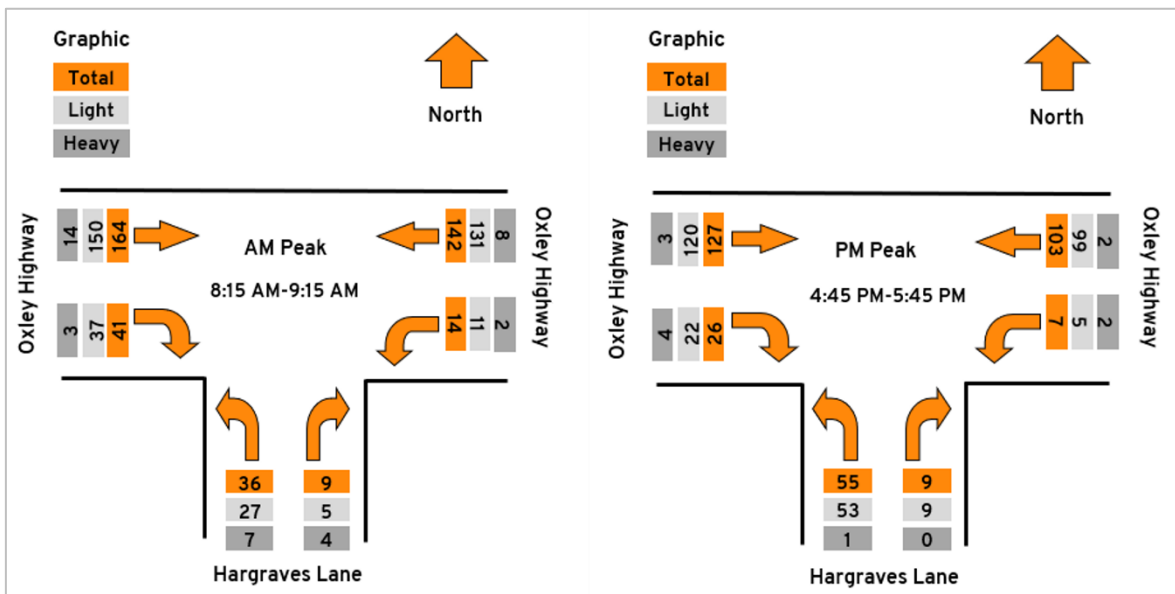 Graphic
Total
Light
Heavy
North
Oxley Highway
14
150
164
142
131
8
Oxley Highway
AM Peak
8:15 AM-9:15 AM
3
37
41
14
11
2
36
9
27
5
7
4
Hargraves Lane
Graphic
Total
Light
Heavy
North
Oxley Highway
3
120
127
103
99
2
Oxley Highway
PM Peak
4:45 PM-5:45 PM
4
22
26
7
5
2
55
9
53
9
1
0
Hargraves Lane